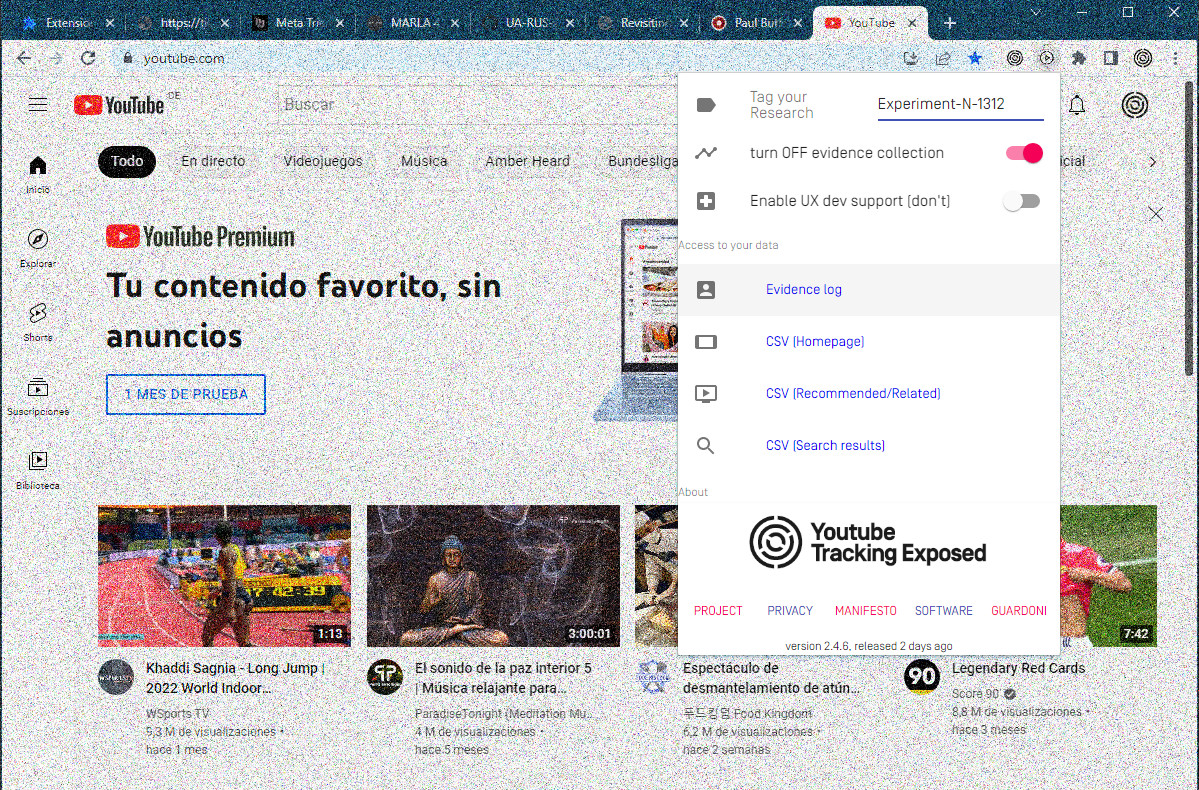 Extension
https://t
Meta Tr
MARLA -
UA-RUS-
Revisiting
Paul But
YouTube
youtube.com
YouTube DE
Buscar
Todo
En directo
Videojuegos
Música
Amber Heard
Bundesliga
Inicio
Explorar
Shorts
Suscripciones
Biblioteca
YouTube Premium
Tu contenido favorito, sin
anuncios
1 MES DE PRUEBA
Tag your
Research
Experiment-N-1312
turn OFF evidence collection
Enable UX dev support [don't]
Access to your data
Evidence log
CSV (Homepage)
CSV (Recommended/Related)
CSV (Search results)
About
Youtube
Tracking Exposed
PROJECT
PRIVACY
MANIFESTO
SOFTWARE
GUARDONI
version 2.4.6, released 2 days ago
17 42:39
1:13
Khaddi Sagnia - Long Jump |
2022 World Indoor...
WSports TV
5,3 M de visualizaciones •
hace 1 mes
3:00:01
El sonido de la paz interior 5
| Música relajante para...
ParadiseTonight (Meditation Mu...
4 M de visualizaciones •
hace 5 meses
Espectáculo de
desmantelamiento de atún...
푸드킹덤 Food Kingdom
6,2 M de visualizaciones •
hace 2 semanas
7:42
90
Legendary Red Cards
Score 90
8,8 M de visualizaciones •
hace 3 meses